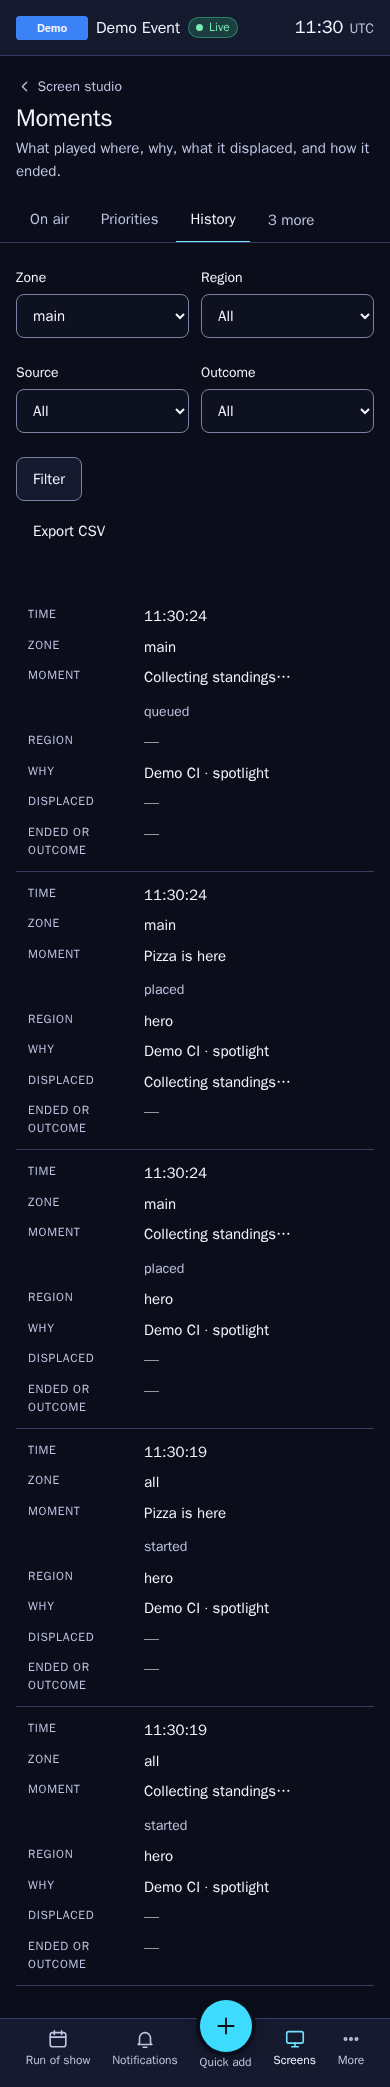 Demo Demo Event Live 11:30 UTC
Screen studio
Moments
What played where, why, what it displaced, and how it
ended.
On air Priorities History 3 more
Zone Region
main All
Source Outcome
All All
Filter
Export CSV
TIME 11:30:24
ZONE main
MOMENT Collecting standings···
queued
REGION —
WHY Demo CI · spotlight
DISPLACED —
ENDED OR —
OUTCOME
TIME 11:30:24
ZONE main
MOMENT Pizza is here
placed
REGION hero
WHY Demo CI · spotlight
DISPLACED Collecting standings···
ENDED OR —
OUTCOME
TIME 11:30:24
ZONE main
MOMENT Collecting standings···
placed
REGION hero
WHY Demo CI · spotlight
DISPLACED —
ENDED OR —
OUTCOME
TIME 11:30:19
ZONE all
MOMENT Pizza is here
started
REGION hero
WHY Demo CI · spotlight
DISPLACED —
ENDED OR —
OUTCOME
TIME 11:30:19
ZONE all
MOMENT Collecting standings···
started
REGION hero
WHY Demo CI · spotlight
DISPLACED —
ENDED OR —
OUTCOME
Run of show Notifications Quick add Screens More